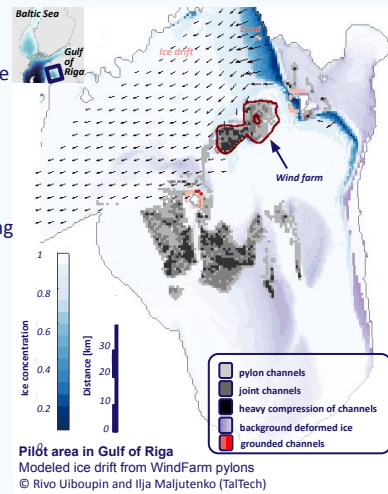 Baltic Sea
Gulf
of
Riga
Ice drift
e
Wind farm
ng
1
0.8
0.6
0.4
0.2
0
Ice concentration
30
20
10
0
Distance [km]
pylon channels
joint channels
heavy compression of channels
background deformed ice
grounded channels
Pilot area in Gulf of Riga
Modeled ice drift from WindFarm pylons
© Rivo Uiboupin and Ilja Maljutenko (TalTech)